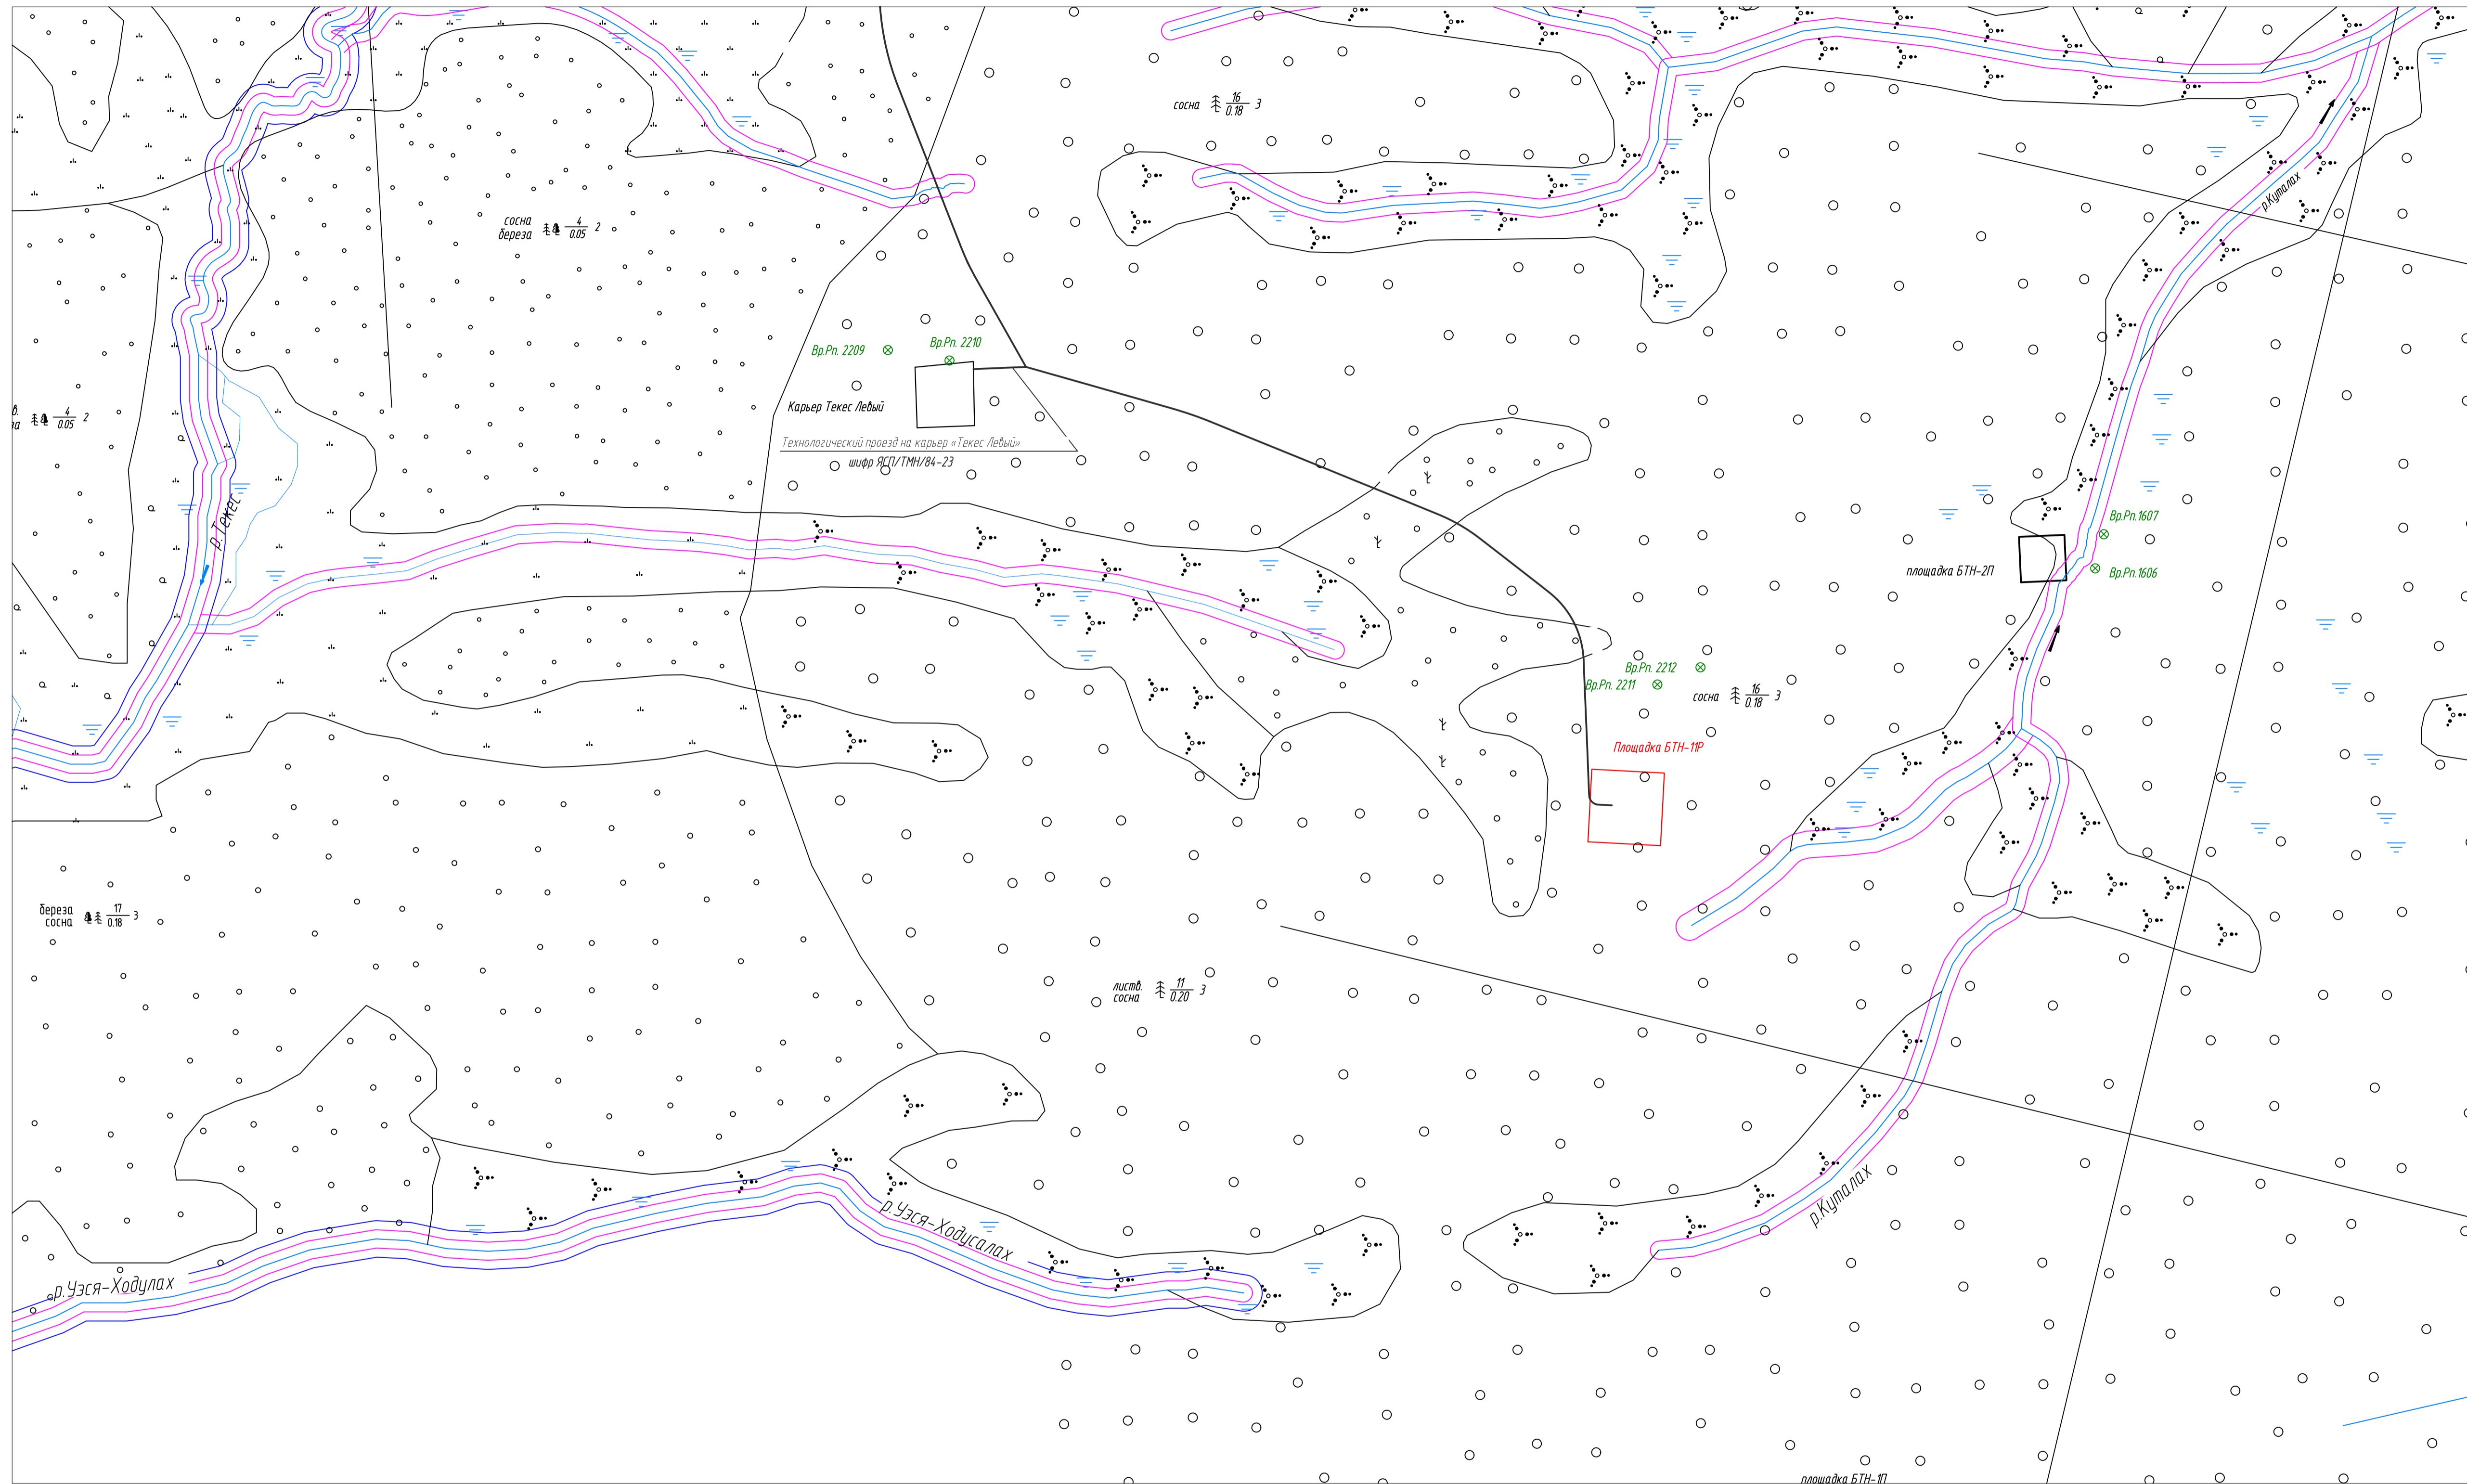 сосна 16 3
0.18
р.Куталах
сосна 4 2
береза 0.05
Вр.Рп. 2209
Вр.Рп. 2210
Карьер Текес Левый
Технологический проезд на карьер «Текес Левый»
шифр ЯСП/ТМН/84-23
4 2
0.05
р.Текес
Вр.Рп.1607
площадка БТН-2П
Вр.Рп.1606
Вр.Рп. 2212
Вр.Рп. 2211
сосна 16 3
0.18
Площадка БТН-11Р
береза 17 3
сосна 0.18
листв. 11 3
сосна 0.20
р.Куталах
р.Уэся-Ходусалах
р.Уэся-Ходулах
площадка БТН-1П